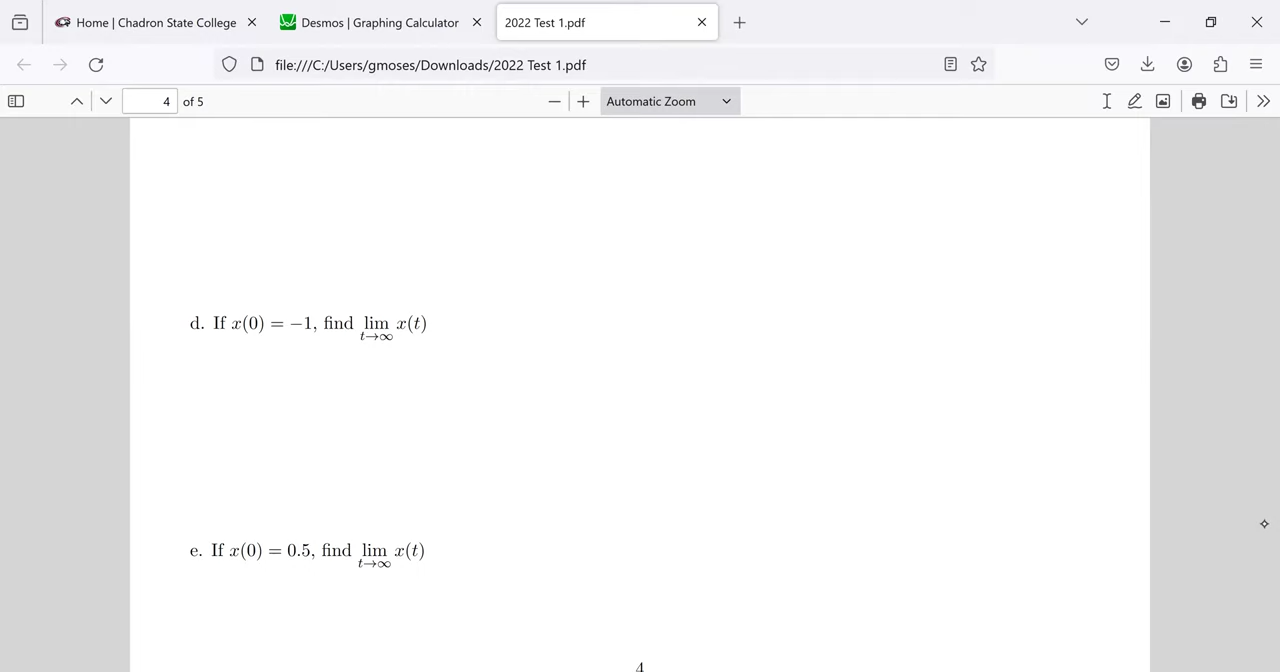 Home | Chadron State College
Desmos | Graphing Calculator
2022 Test 1.pdf
file:///C:/Users/gmoses/Downloads/2022 Test 1.pdf
4 of 5
Automatic Zoom
d. If x(0) = −1, find lim x(t)
t→∞
e. If x(0) = 0.5, find lim x(t)
t→∞
4